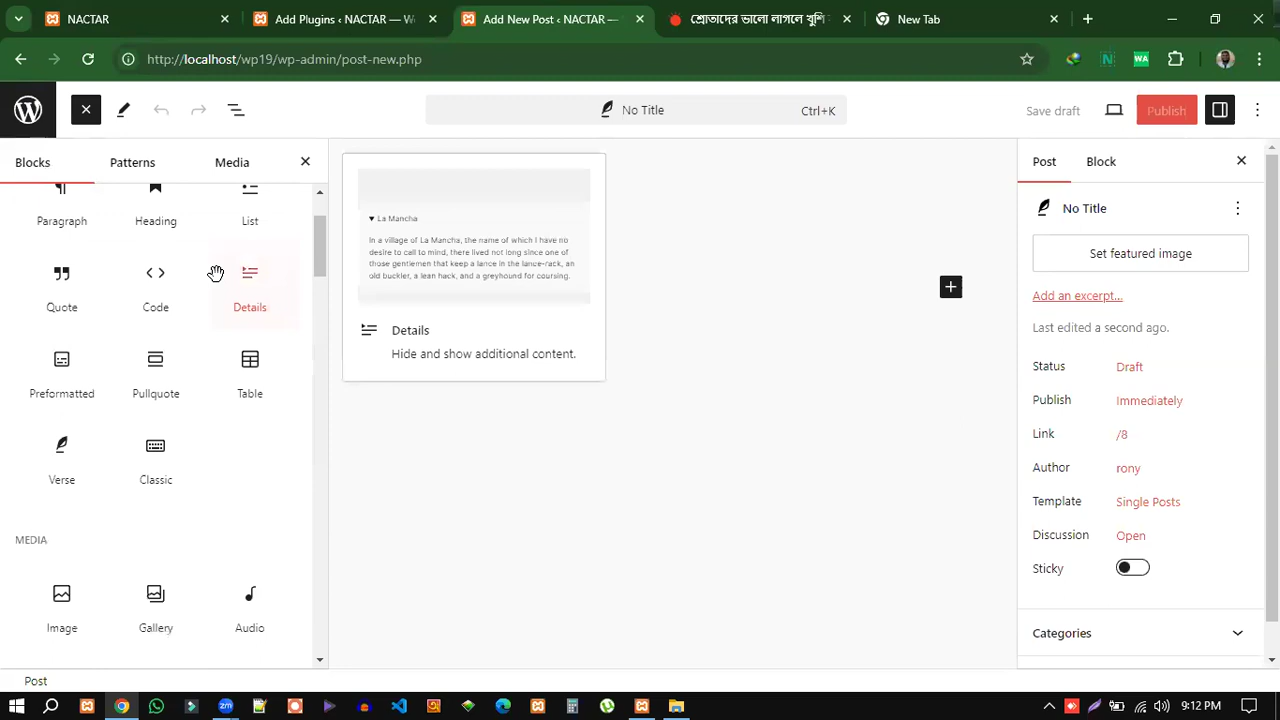 NACTAR
Add Plugins ‹ NACTAR — W
Add New Post ‹ NACTAR —
শ্রোতাদের ভালো লাগলে খুশি
New Tab
http://localhost/wp19/wp-admin/post-new.php
N
WA
No Title
Ctrl+K
Save draft
Publish
Blocks
Patterns
Media
Paragraph
Heading
List
Quote
Code
Details
Preformatted
Pullquote
Table
Verse
Classic
MEDIA
Image
Gallery
Audio
La Mancha
In a village of La Mancha, the name of which I have no
desire to call to mind, there lived not long since one of
those gentlemen that keep a lance in the lance-rack, an
old buckler, a lean hack, and a greyhound for coursing.
Details
Hide and show additional content.
Post
Block
No Title
Set featured image
Add an excerpt...
Last edited a second ago.
Status
Draft
Publish
Immediately
Link
/8
Author
rony
Template
Single Posts
Discussion
Open
Sticky
Categories
Post
zm
9:12 PM